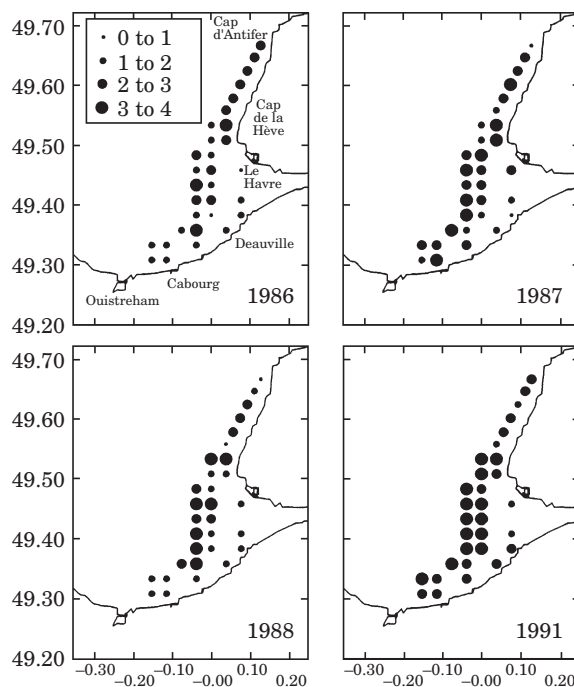 49.70
49.60
49.50
49.40
49.30
49.20
0 to 1
1 to 2
2 to 3
3 to 4
Cap
d'Antifer
Cap
de la
Hève
Le
Havre
Deauville
Cabourg
Ouistreham
1986
1987
49.70
49.60
49.50
49.40
49.30
49.20
1988
1991
−0.30 −0.10 0.10
−0.20 −0.00 0.20
−0.30 −0.10 0.10
−0.20 −0.00 0.20